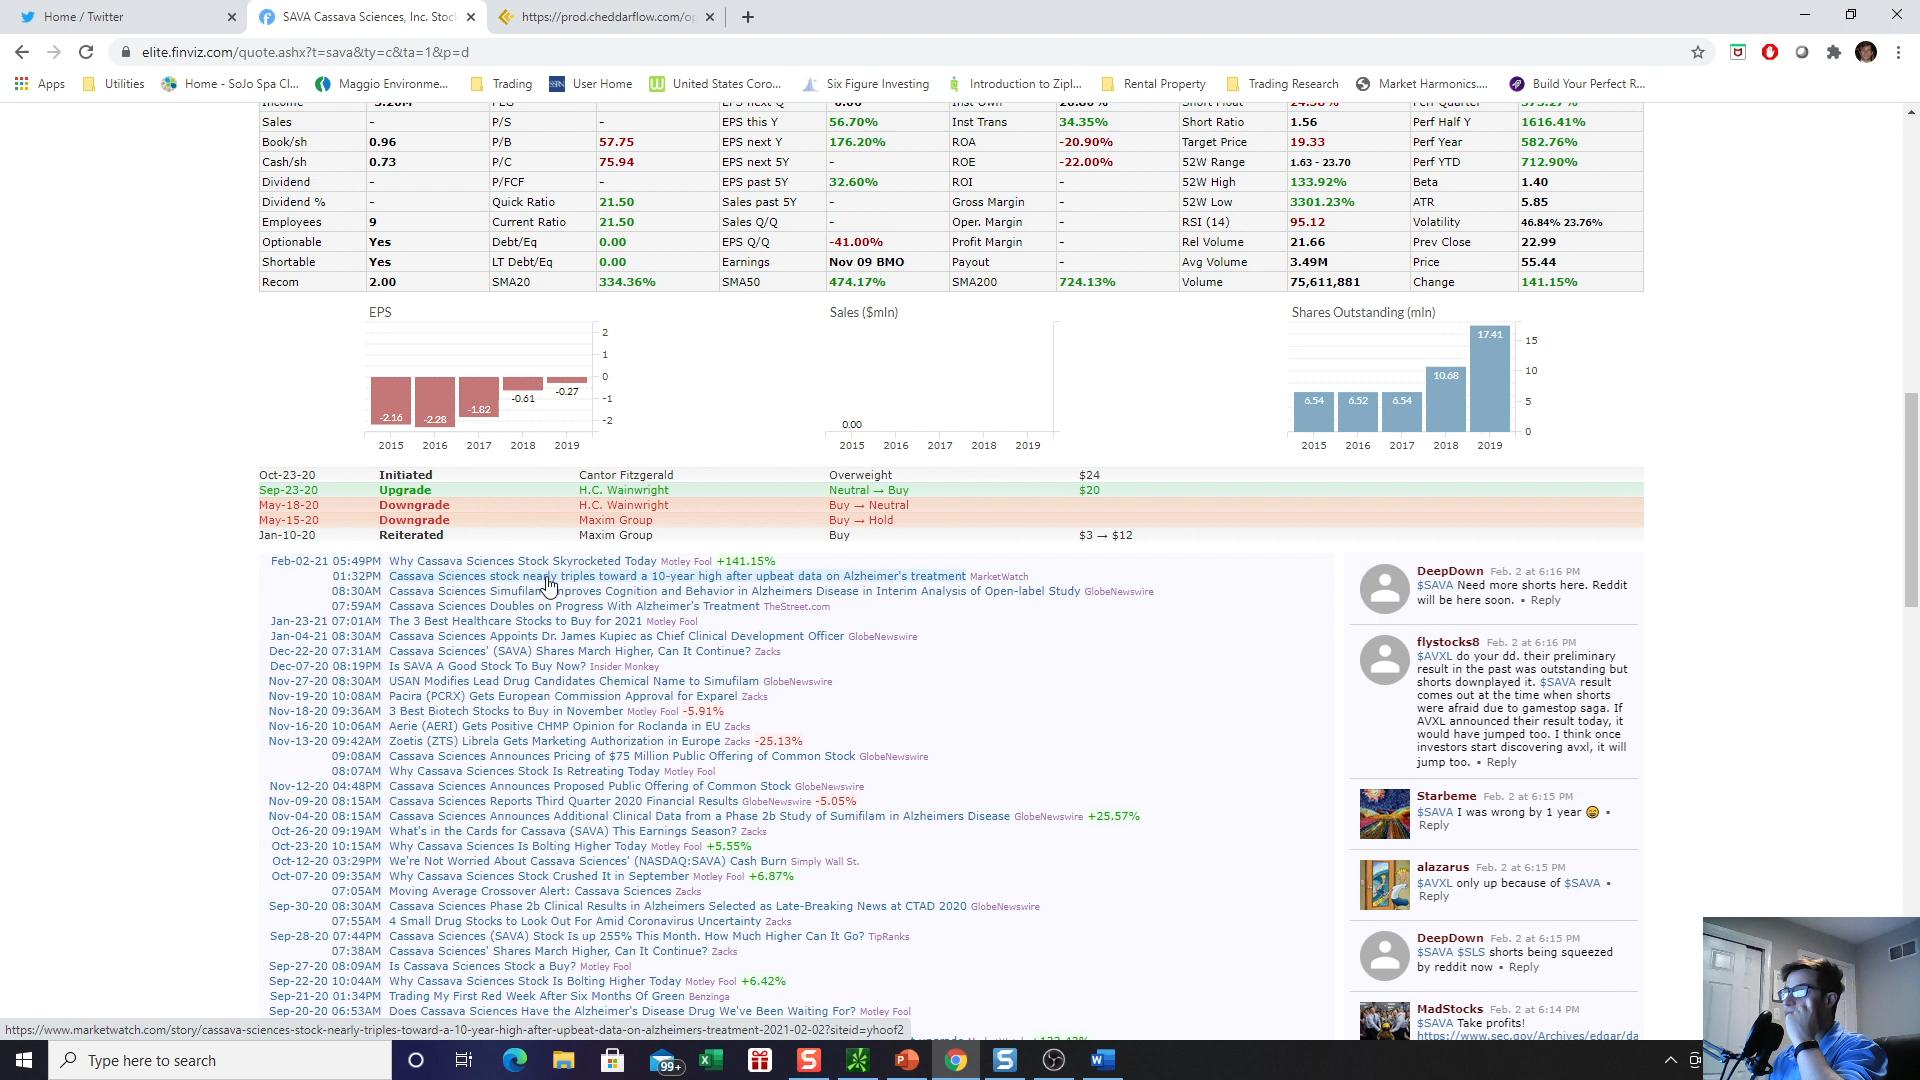 Home / Twitter
SAVA Cassava Sciences, Inc. Stock
https://prod.cheddarflow.com/op
elite.finviz.com/quote.ashx?t=sava&ty=c&ta=1&p=d
Apps Utilities Home - SoJo Spa Cl... Maggio Environme... Trading User Home United States Coro... Six Figure Investing Introduction to Zipl... Rental Property Trading Research Market Harmonics,... Build Your Perfect R...
Sales - P/S - EPS this Y 56.70% Inst Trans 34.35% Short Ratio 1.56 Perf Half Y 1616.41%
Book/sh 0.96 P/B 57.75 EPS next Y 176.20% ROA -20.90% Target Price 19.33 Perf Year 582.76%
Cash/sh 0.73 P/C 75.94 EPS next 5Y - ROE -22.00% 52W Range 1.63 - 23.70 Perf YTD 712.90%
Dividend - P/FCF - EPS past 5Y 32.60% ROI - 52W High 133.92% Beta 1.40
Dividend % - Quick Ratio 21.50 Sales past 5Y - Gross Margin - 52W Low 3301.23% ATR 5.85
Employees 9 Current Ratio 21.50 Sales Q/Q - Oper. Margin - RSI (14) 95.12 Volatility 46.84% 23.76%
Optionable Yes Debt/Eq 0.00 EPS Q/Q -41.00% Profit Margin - Rel Volume 21.66 Prev Close 22.99
Shortable Yes LT Debt/Eq 0.00 Earnings Nov 09 BMO Payout - Avg Volume 3.49M Price 55.44
Recom 2.00 SMA20 334.36% SMA50 474.17% SMA200 724.13% Volume 75,611,881 Change 141.15%
EPS
2
1
0
-1
-2
-2.16 -2.28 -1.82 -0.61 -0.27
2015 2016 2017 2018 2019
Sales ($mln)
0.00
2015 2016 2017 2018 2019
Shares Outstanding (mln)
15
10
5
0
6.54 6.52 6.54 10.68 17.41
2015 2016 2017 2018 2019
Oct-23-20 Initiated Cantor Fitzgerald Overweight $24
Sep-23-20 Upgrade H.C. Wainwright Neutral → Buy $20
May-18-20 Downgrade H.C. Wainwright Buy → Neutral
May-15-20 Downgrade Maxim Group Buy → Hold
Jan-10-20 Reiterated Maxim Group Buy $3 → $12
Feb-02-21 05:49PM Why Cassava Sciences Stock Skyrocketed Today Motley Fool +141.15%
01:32PM Cassava Sciences stock nearly triples toward a 10-year high after upbeat data on Alzheimer's treatment MarketWatch
08:30AM Cassava Sciences Simufilam Improves Cognition and Behavior in Alzheimers Disease in Interim Analysis of Open-label Study GlobeNewswire
07:59AM Cassava Sciences Doubles on Progress With Alzheimer's Treatment TheStreet.com
Jan-23-21 07:01AM The 3 Best Healthcare Stocks to Buy for 2021 Motley Fool
Jan-04-21 08:30AM Cassava Sciences Appoints Dr. James Kupiec as Chief Clinical Development Officer GlobeNewswire
Dec-22-20 07:31AM Cassava Sciences' (SAVA) Shares March Higher, Can It Continue? Zacks
Dec-07-20 08:19PM Is SAVA A Good Stock To Buy Now? Insider Monkey
Nov-27-20 08:30AM USAN Modifies Lead Drug Candidates Chemical Name to Simufilam GlobeNewswire
Nov-19-20 10:08AM Pacira (PCRX) Gets European Commission Approval for Exparel Zacks
Nov-18-20 09:36AM 3 Best Biotech Stocks to Buy in November Motley Fool -5.91%
Nov-16-20 10:06AM Aerie (AERI) Gets Positive CHMP Opinion for Roclanda in EU Zacks
Nov-13-20 09:42AM Zoetis (ZTS) Librela Gets Marketing Authorization in Europe Zacks -25.13%
09:08AM Cassava Sciences Announces Pricing of $75 Million Public Offering of Common Stock GlobeNewswire
08:07AM Why Cassava Sciences Stock Is Retreating Today Motley Fool
Nov-12-20 04:48PM Cassava Sciences Announces Proposed Public Offering of Common Stock GlobeNewswire
Nov-09-20 08:15AM Cassava Sciences Reports Third Quarter 2020 Financial Results GlobeNewswire -5.05%
Nov-04-20 08:15AM Cassava Sciences Announces Additional Clinical Data from a Phase 2b Study of Sumifilam in Alzheimers Disease GlobeNewswire +25.57%
Oct-26-20 09:19AM What's in the Cards for Cassava (SAVA) This Earnings Season? Zacks
Oct-23-20 10:15AM Why Cassava Sciences Is Bolting Higher Today Motley Fool +5.55%
Oct-12-20 03:29PM We're Not Worried About Cassava Sciences' (NASDAQ:SAVA) Cash Burn Simply Wall St.
Oct-07-20 09:35AM Why Cassava Sciences Stock Crushed It in September Motley Fool +6.87%
07:05AM Moving Average Crossover Alert: Cassava Sciences Zacks
Sep-30-20 08:30AM Cassava Sciences Phase 2b Clinical Results in Alzheimers Selected as Late-Breaking News at CTAD 2020 GlobeNewswire
07:55AM 4 Small Drug Stocks to Look Out For Amid Coronavirus Uncertainty Zacks
Sep-28-20 07:44PM Cassava Sciences (SAVA) Stock Is up 255% This Month. How Much Higher Can It Go? TipRanks
07:38AM Cassava Sciences' Shares March Higher, Can It Continue? Zacks
Sep-27-20 08:09AM Is Cassava Sciences Stock a Buy? Motley Fool
Sep-22-20 10:04AM Why Cassava Sciences Stock Is Bolting Higher Today Motley Fool +6.42%
Sep-21-20 01:34PM Trading My First Red Week After Six Months Of Green Benzinga
Sep-20-20 06:53AM Does Cassava Sciences Have the Alzheimer's Disease Drug We've Been Waiting For? Motley Fool
DeepDown Feb. 2 at 6:16 PM
$SAVA Need more shorts here. Reddit
will be here soon. • Reply
flystocks8 Feb. 2 at 6:16 PM
$AVXL do your dd. their preliminary
result in the past was outstanding but
shorts downplayed it. $SAVA result
comes out at the time when shorts
were afraid due to gamestop saga. If
AVXL announced their result today, it
would have jumped too. I think once
investors start discovering avxl, it will
jump too. • Reply
Starbeme Feb. 2 at 6:15 PM
$SAVA I was wrong by 1 year 😄 •
Reply
alazarus Feb. 2 at 6:15 PM
$AVXL only up because of $SAVA •
Reply
DeepDown Feb. 2 at 6:15 PM
$SAVA $SLS shorts being squeezed
by reddit now • Reply
MadStocks Feb. 2 at 6:14 PM
$SAVA Take profits!
https://www.sec.gov/Archives/edgar/da
https://www.marketwatch.com/story/cassava-sciences-stock-nearly-triples-toward-a-10-year-high-after-upbeat-data-on-alzheimers-treatment-2021-02-02?siteid=yhoof2
Type here to search
99+